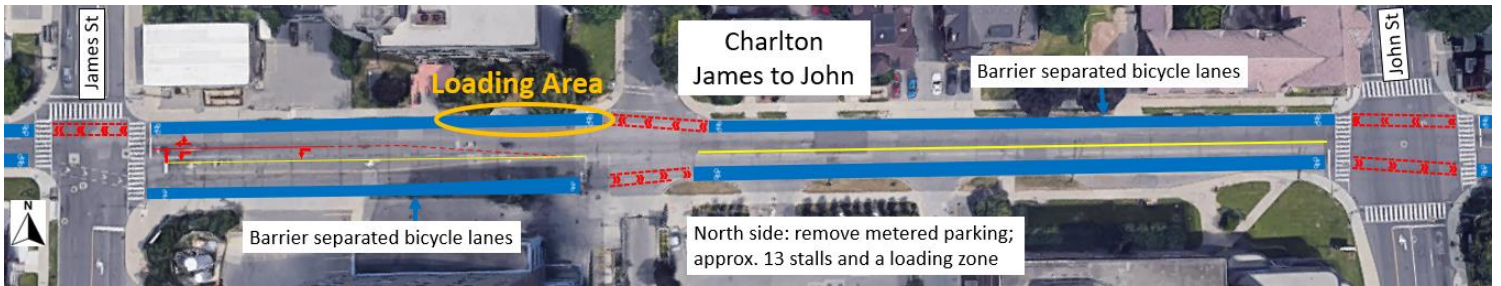 James St
Loading Area
Charlton
James to John
Barrier separated bicycle lanes
John St
N
Barrier separated bicycle lanes
North side: remove metered parking;
approx. 13 stalls and a loading zone